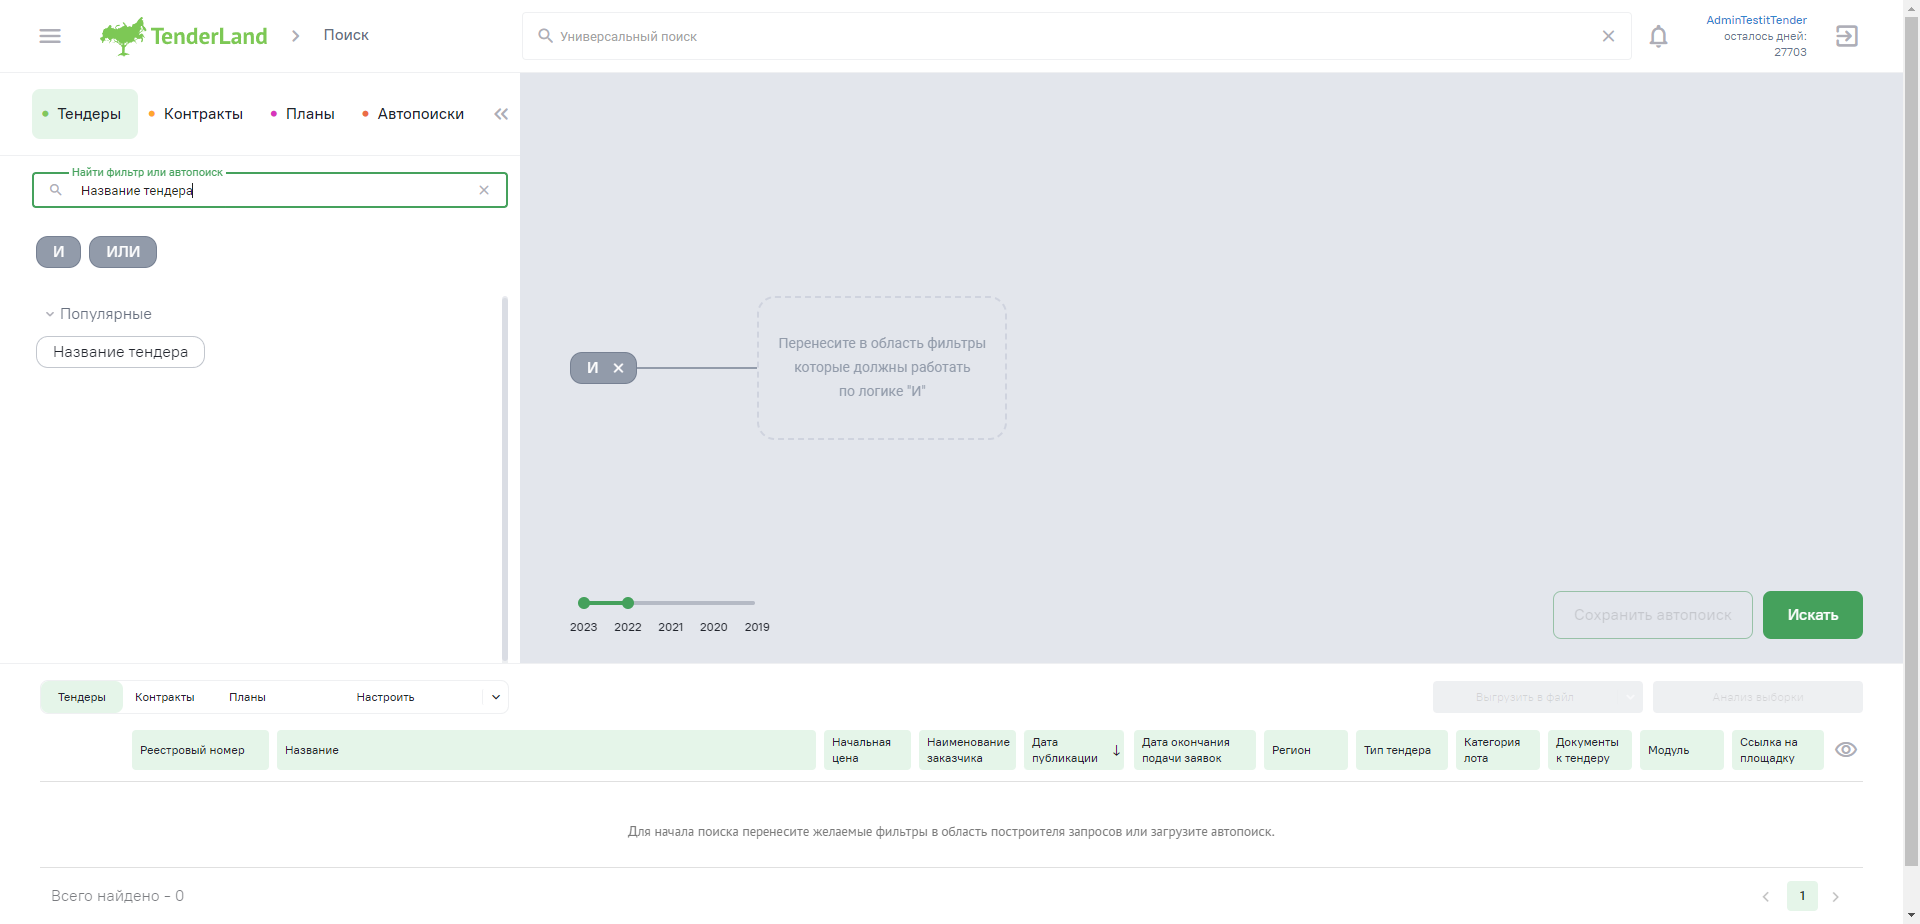 TenderLand
Поиск
Универсальный поиск
AdminTestitTender
осталось дней:
27703
Тендеры
Контракты
Планы
Автопоиски
Найти фильтр или автопоиск
Название тендера
И
ИЛИ
Популярные
Название тендера
И
Перенесите в область фильтры
которые должны работать
по логике "И"
2023 2022 2021 2020 2019
Сохранить автопоиск
Искать
Тендеры
Контракты
Планы
Настроить
Выгрузить в файл
Анализ выборки
Реестровый номер
Название
Начальная
цена
Наименование
заказчика
Дата
публикации
Дата окончания
подачи заявок
Регион
Тип тендера
Категория
лота
Документы
к тендеру
Модуль
Ссылка на
площадку
Для начала поиска перенесите желаемые фильтры в область построителя запросов или загрузите автопоиск.
Всего найдено - 0
1